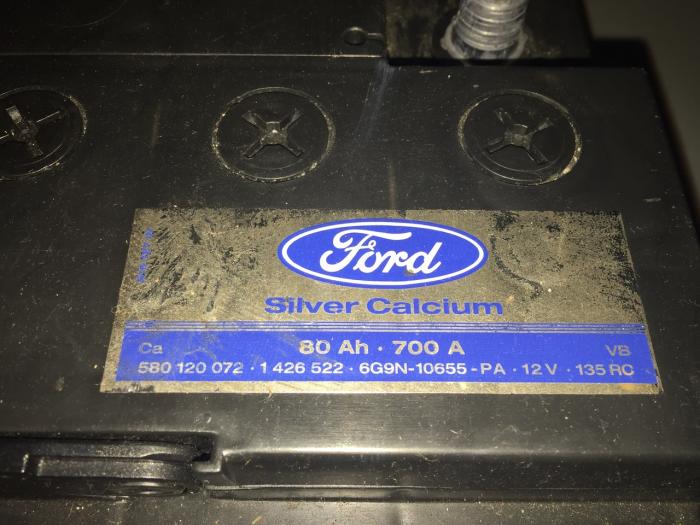 Ford
Silver Calcium
Ca 80 Ah · 700 A VB
580 120 072 · 1 426 522 · 6G9N-10655-PA · 12 V · 135 RC